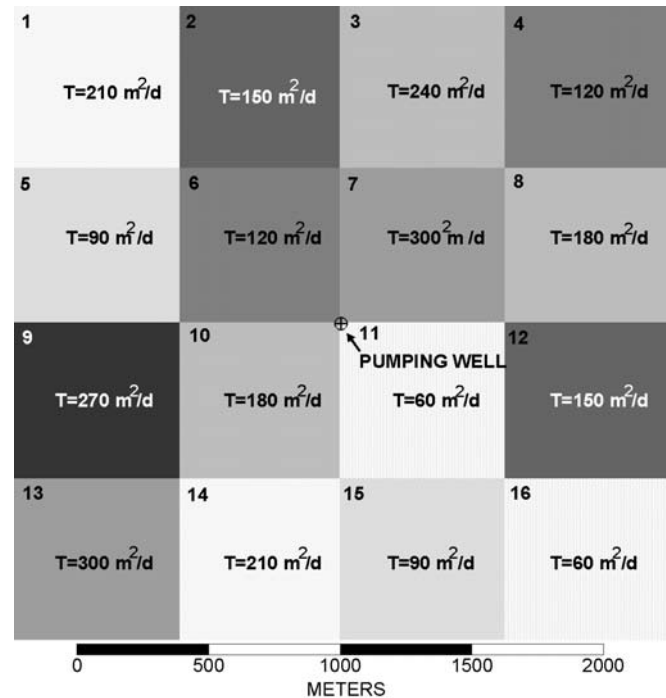 1 2 3 4
T=210 m²/d T=150 m²/d T=240 m²/d T=120 m²/d
5 6 7 8
T=90 m²/d T=120 m²/d T=300²m /d T=180 m²/d
9 10 11 12
PUMPING WELL
T=270 m²/d T=180 m²/d T=60 m²/d T=150 m²/d
13 14 15 16
T=300 m²/d T=210 m²/d T=90 m²/d T=60 m²/d
0 500 1000 1500 2000
METERS